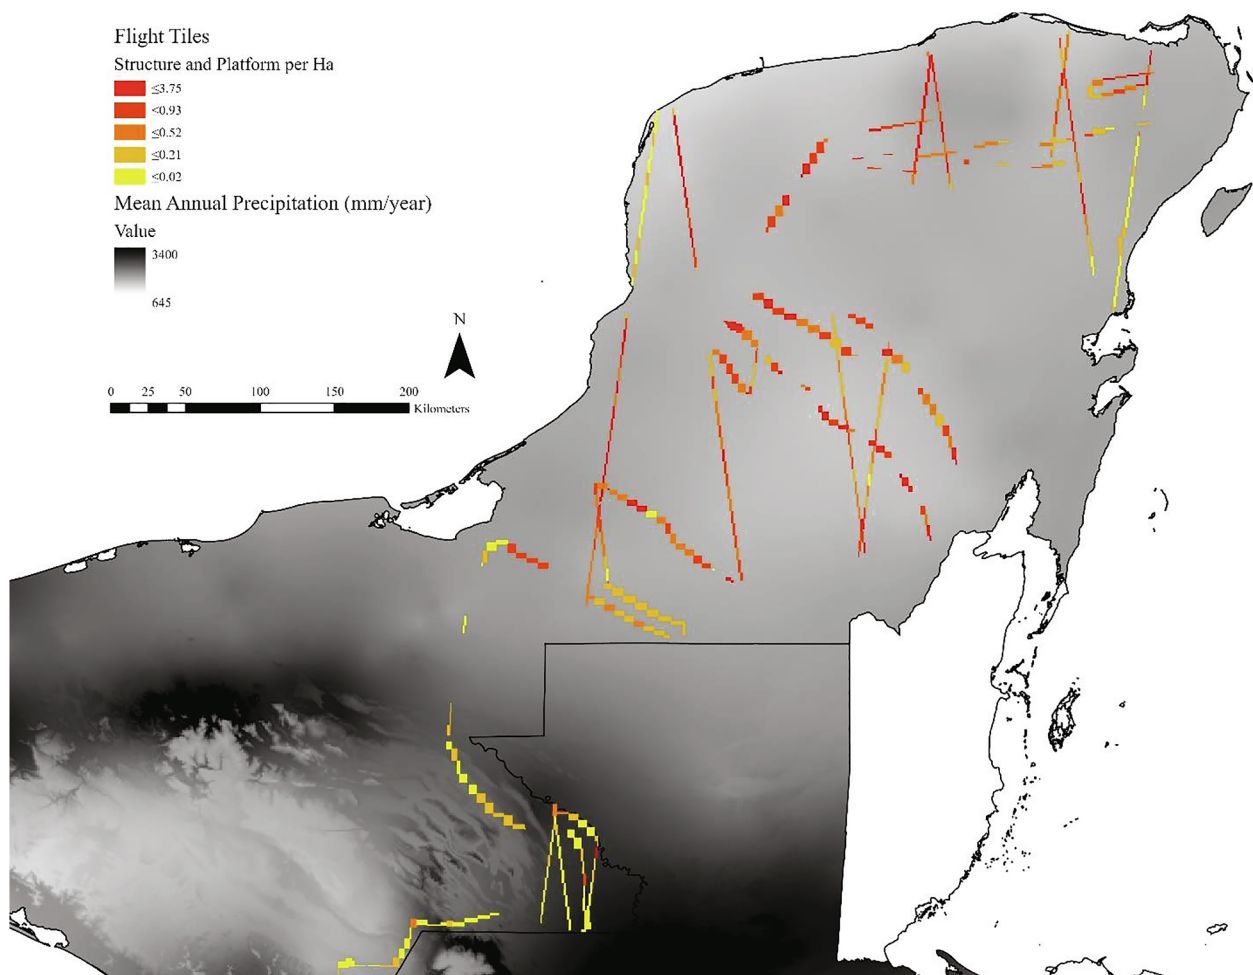 Flight Tiles
Structure and Platform per Ha
≤3.75
≤0.93
≤0.52
≤0.21
≤0.02
Mean Annual Precipitation (mm/year)
Value
3400
645
N
0 25 50 100 150 200
Kilometers